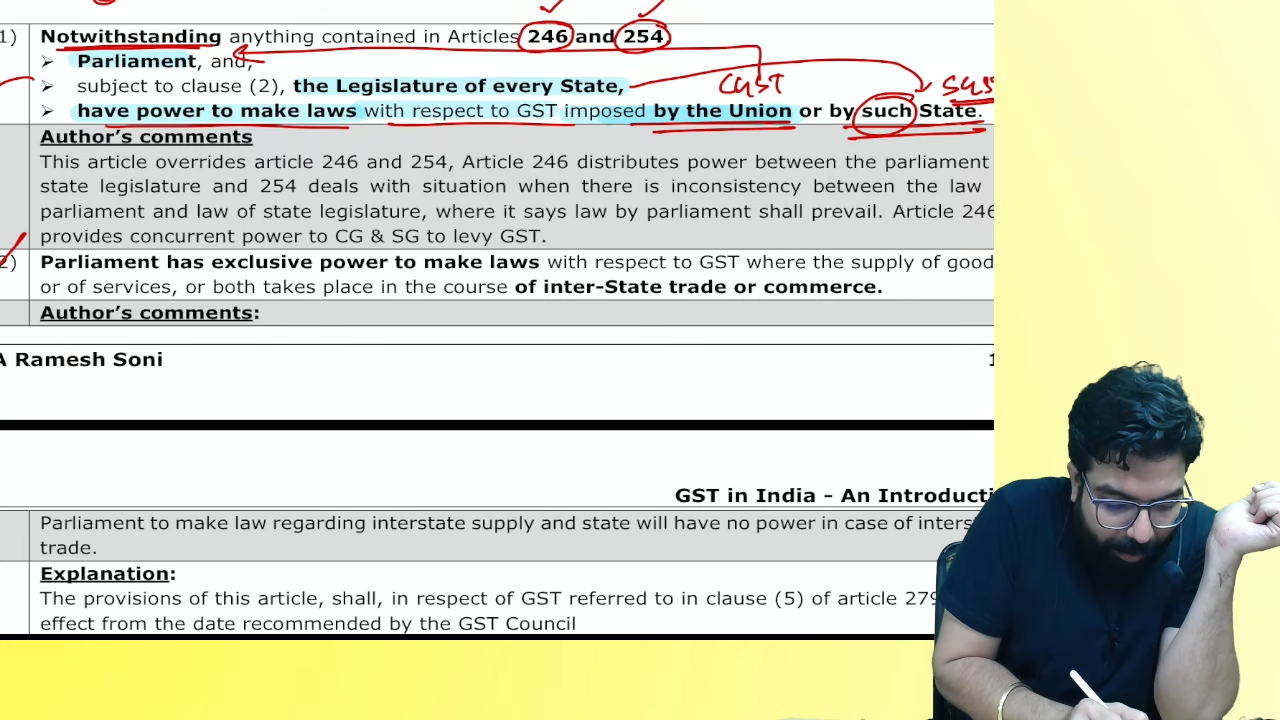 1) Notwithstanding anything contained in Articles 246 and 254
➢ Parliament, and,
➢ subject to clause (2), the Legislature of every State,
CGST
➢ have power to make laws with respect to GST imposed by the Union or by such State.
Author's comments
This article overrides article 246 and 254, Article 246 distributes power between the parliament
state legislature and 254 deals with situation when there is inconsistency between the law
parliament and law of state legislature, where it says law by parliament shall prevail. Article 246
provides concurrent power to CG & SG to levy GST.
2) Parliament has exclusive power to make laws with respect to GST where the supply of good
or of services, or both takes place in the course of inter-State trade or commerce.
Author's comments:
A Ramesh Soni
GST in India - An Introducti
Parliament to make law regarding interstate supply and state will have no power in case of inters
trade.
Explanation:
The provisions of this article, shall, in respect of GST referred to in clause (5) of article 279
effect from the date recommended by the GST Council